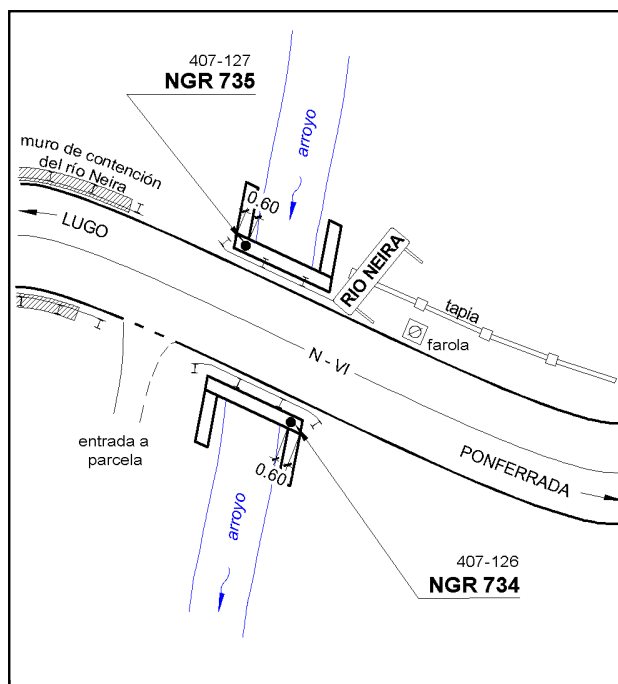 407-127
NGR 735
arroyo
muro de contención
del río Neira
0.60
LUGO
RIO NEIRA
tapia
farola
N - VI
entrada a
parcela
PONFERRADA
0.60
arroyo
407-126
NGR 734